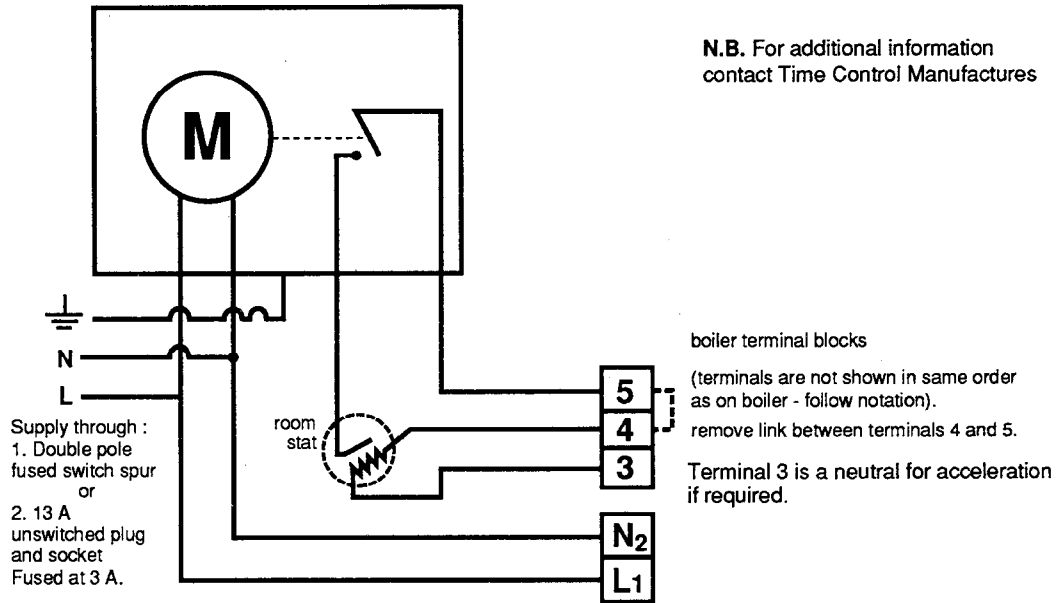 N.B. For additional information
contact Time Control Manufactures
M
N
L
Supply through :
1. Double pole
fused switch spur
or
2. 13 A
unswitched plug
and socket
Fused at 3 A.
room
stat
5
4
3
N2
L1
boiler terminal blocks
(terminals are not shown in same order
as on boiler - follow notation).
remove link between terminals 4 and 5.
Terminal 3 is a neutral for acceleration
if required.